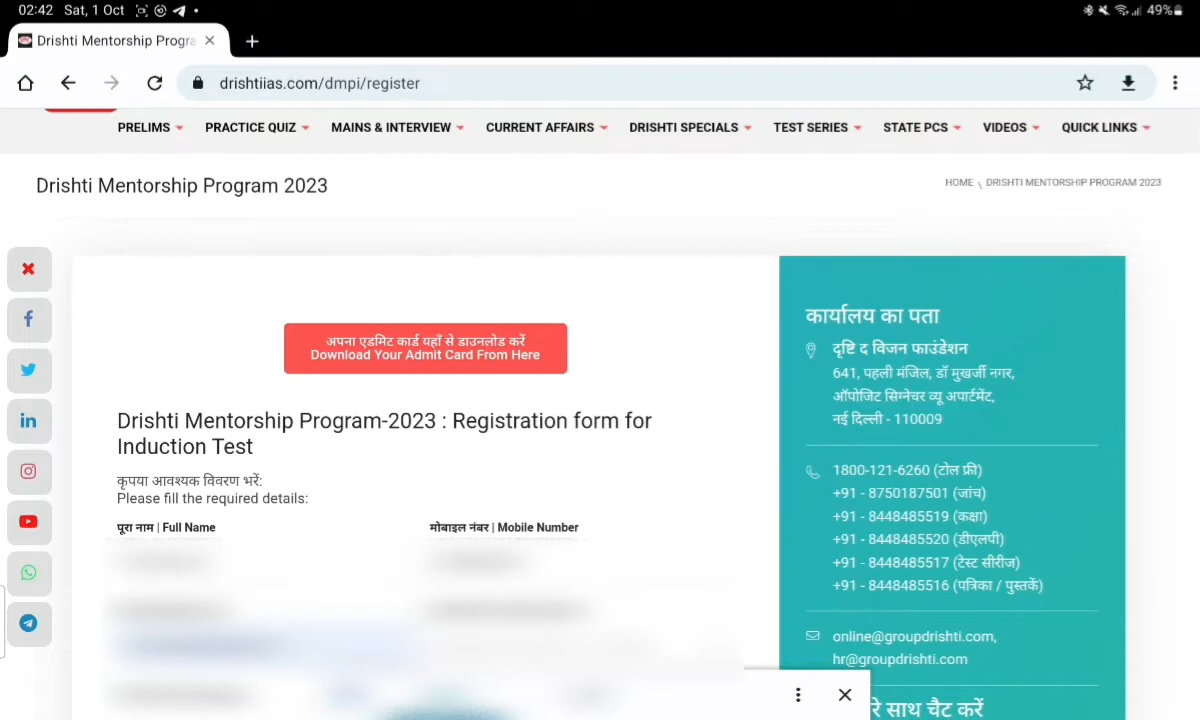 02:42 Sat, 1 Oct
49%
Drishti Mentorship Progra
drishtiias.com/dmpi/register
PRELIMS PRACTICE QUIZ MAINS & INTERVIEW CURRENT AFFAIRS DRISHTI SPECIALS TEST SERIES STATE PCS VIDEOS QUICK LINKS
Drishti Mentorship Program 2023
HOME \ DRISHTI MENTORSHIP PROGRAM 2023
अपना एडमिट कार्ड यहाँ से डाउनलोड करें
Download Your Admit Card From Here
Drishti Mentorship Program-2023 : Registration form for
Induction Test
कृपया आवश्यक विवरण भरें:
Please fill the required details:
पूरा नाम | Full Name
मोबाइल नंबर | Mobile Number
कार्यालय का पता
दृष्टि द विजन फाउंडेशन
641, पहली मंजिल, डॉ मुखर्जी नगर,
ऑपोजिट सिग्नेचर व्यू अपार्टमेंट,
नई दिल्ली - 110009
1800-121-6260 (टोल फ्री)
+91 - 8750187501 (जांच)
+91 - 8448485519 (कक्षा)
+91 - 8448485520 (डीएलपी)
+91 - 8448485517 (टेस्ट सीरीज)
+91 - 8448485516 (पत्रिका / पुस्तकें)
online@groupdrishti.com,
hr@groupdrishti.com
रे साथ चैट करें